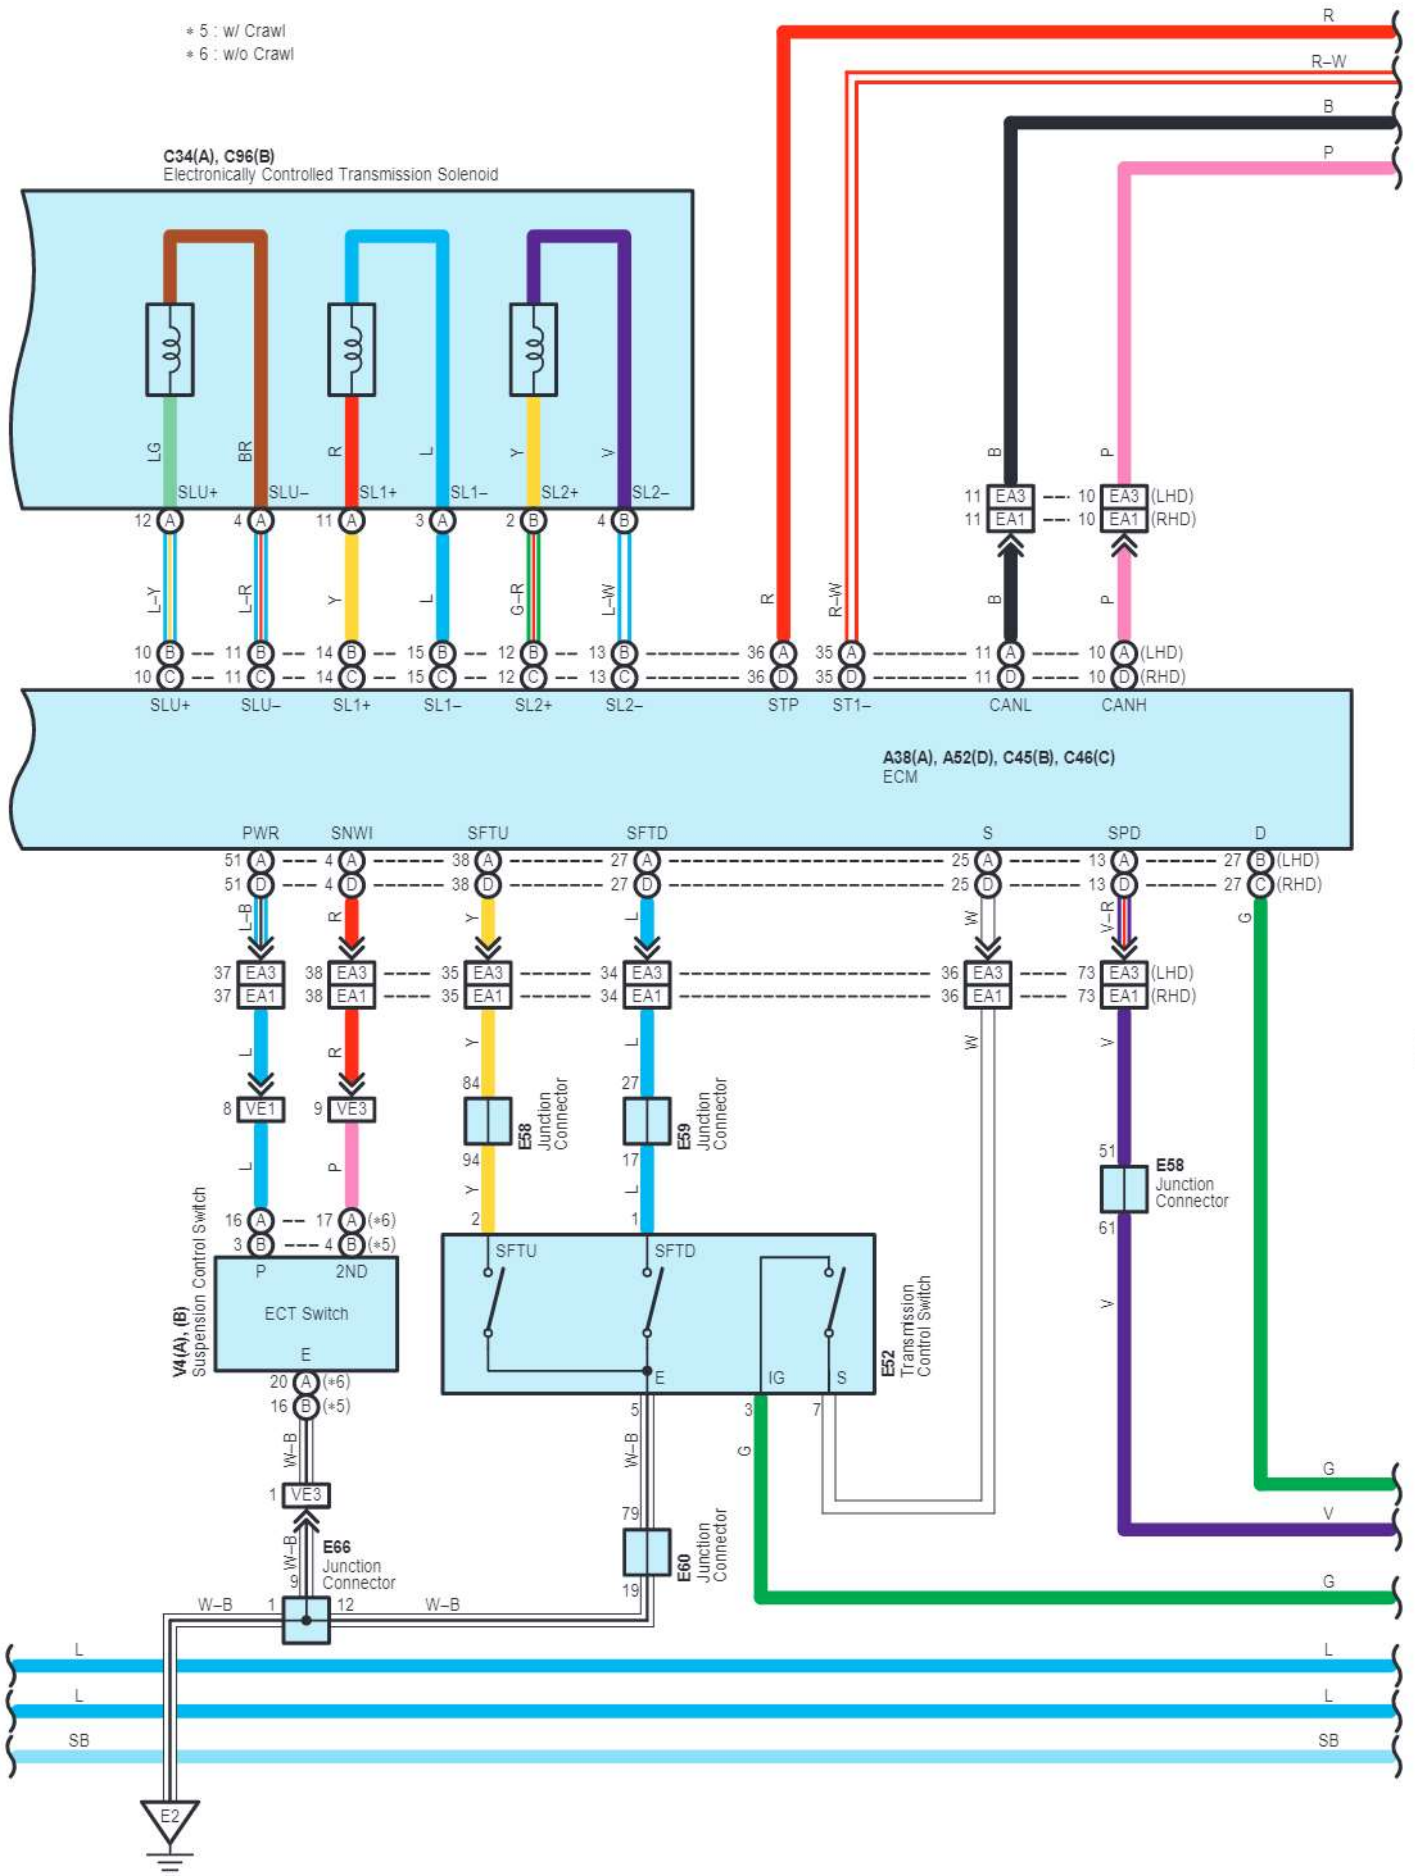 ∗ 5 : w/ Crawl
∗ 6 : w/o Crawl
R
R–W
B
P
C34(A), C96(B)
Electronically Controlled Transmission Solenoid
LG
BR
R
L
Y
V
B
P
SLU+ SLU– SL1+ SL1– SL2+ SL2–
11 EA3 10 EA3 (LHD)
11 EA1 10 EA1 (RHD)
12 A 4 A 11 A 3 A 2 B 4 B
L–Y
L–R
Y
L
G–R
L–W
R
R–W
B
P
10 B 11 B 14 B 15 B 12 B 13 B 36 A 35 A 11 A 10 A (LHD)
10 C 11 C 14 C 15 C 12 C 13 C 36 D 35 D 11 D 10 D (RHD)
SLU+ SLU– SL1+ SL1– SL2+ SL2– STP ST1– CANL CANH
A38(A), A52(D), C45(B), C46(C)
ECM
PWR SNWI SFTU SFTD S SPD D
51 A 4 A 38 A 27 A 25 A 13 A 27 B (LHD)
51 D 4 D 38 D 27 D 25 D 13 D 27 C (RHD)
L–B
R
Y
L
W
V–R
G
37 EA3 38 EA3 35 EA3 34 EA3 36 EA3 73 EA3 (LHD)
37 EA1 38 EA1 35 EA1 34 EA1 36 EA1 73 EA1 (RHD)
L
R
Y
L
W
V
84
27
8 VE1 9 VE3
E58
Junction
Connector
E59
Junction
Connector
94
17
51
E58
Junction
Connector
61
L
P
Y
L
16 A 17 A (∗6)
3 B 4 B (∗5)
2
1
V4(A), (B)
Suspension Control Switch
P 2ND
ECT Switch
E
SFTU SFTD
E IG S
E52
Transmission
Control Switch
V
20 A (∗6)
16 B (∗5)
5
3
7
W–B
W–B
G
1 VE3
G
V
79
E60
Junction
Connector
19
W–B
E66
Junction
Connector
9
G
W–B 1 12 W–B
L L
L L
SB SB
E2